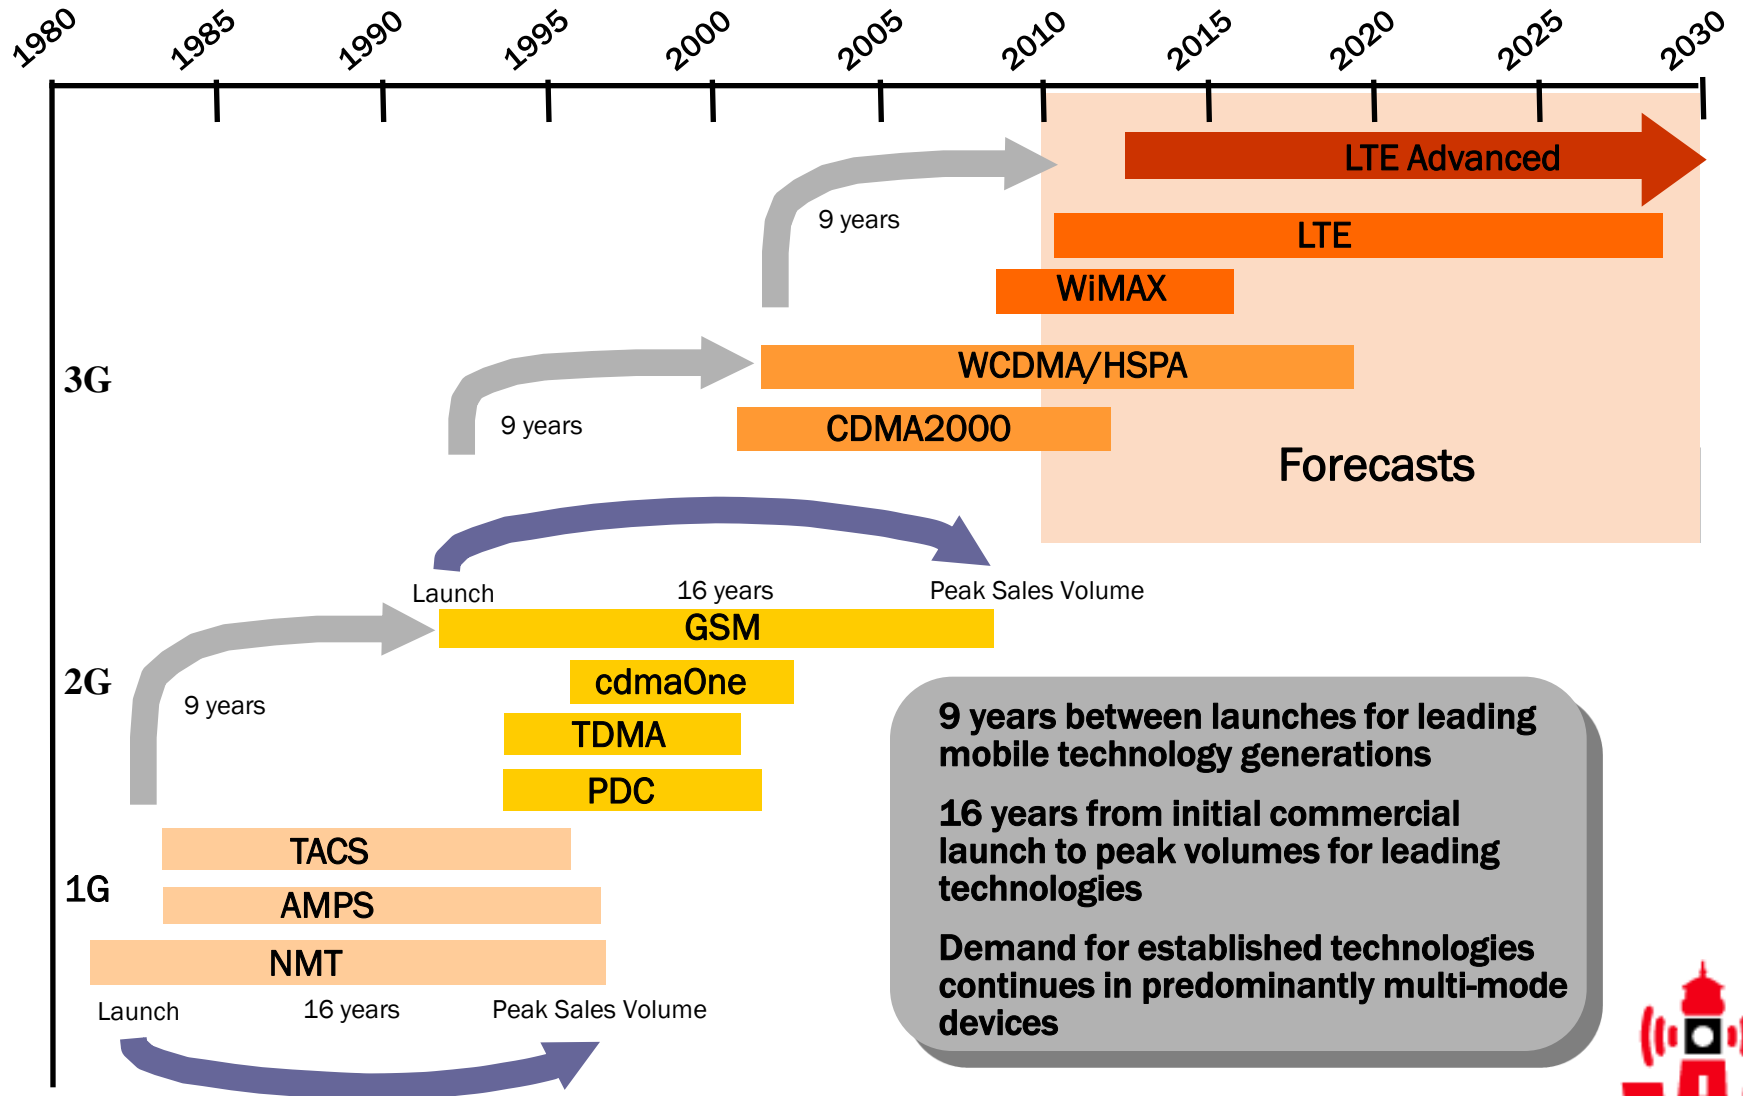 1980 1985 1990 1995 2000 2005 2010 2015 2020 2025 2030
LTE Advanced
9 years
LTE
WiMAX
WCDMA/HSPA
3G
9 years
CDMA2000
Forecasts
Launch 16 years Peak Sales Volume
GSM
2G
cdmaOne
9 years
TDMA
PDC
TACS
1G
AMPS
NMT
Launch 16 years Peak Sales Volume
9 years between launches for leading
mobile technology generations
16 years from initial commercial
launch to peak volumes for leading
technologies
Demand for established technologies
continues in predominantly multi-mode
devices